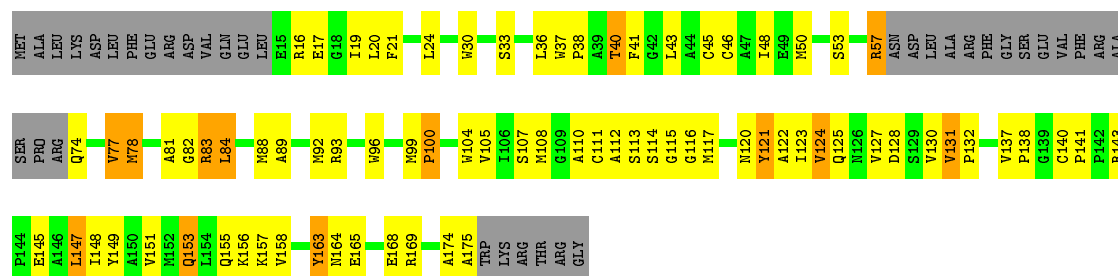 MET ALA LEU LYS ASP LEU PHE GLU ARG ASP VAL GLN GLU LEU E15 R16 E17 G18 I19 L20 F21 L24 W30 S33 L36 W37 P38 A39 T40 F41 G42 L43 A44 C45 C46 A47 I48 E49 M50 S53 R57 ASN ASP LEU ALA ARG PHE GLY SER GLU VAL PHE ARG ALA
SER PRO ARG Q74 V77 M78 A81 G82 R83 L84 M88 A89 M92 R93 W96 M99 P100 W104 V105 I106 S107 M108 G109 A110 C111 A112 S113 S114 G115 G116 M117 N120 Y121 A122 I123 V124 Q125 N126 V127 D128 S129 V130 V131 P132 V137 P138 G139 C140 P141 P142 R143
P144 E145 A146 L147 I148 Y149 A150 V151 M152 Q153 L154 Q155 K156 K157 V158 Y163 N164 E165 E168 R169 A174 A175 TRP LYS ARG THR ARG GLY